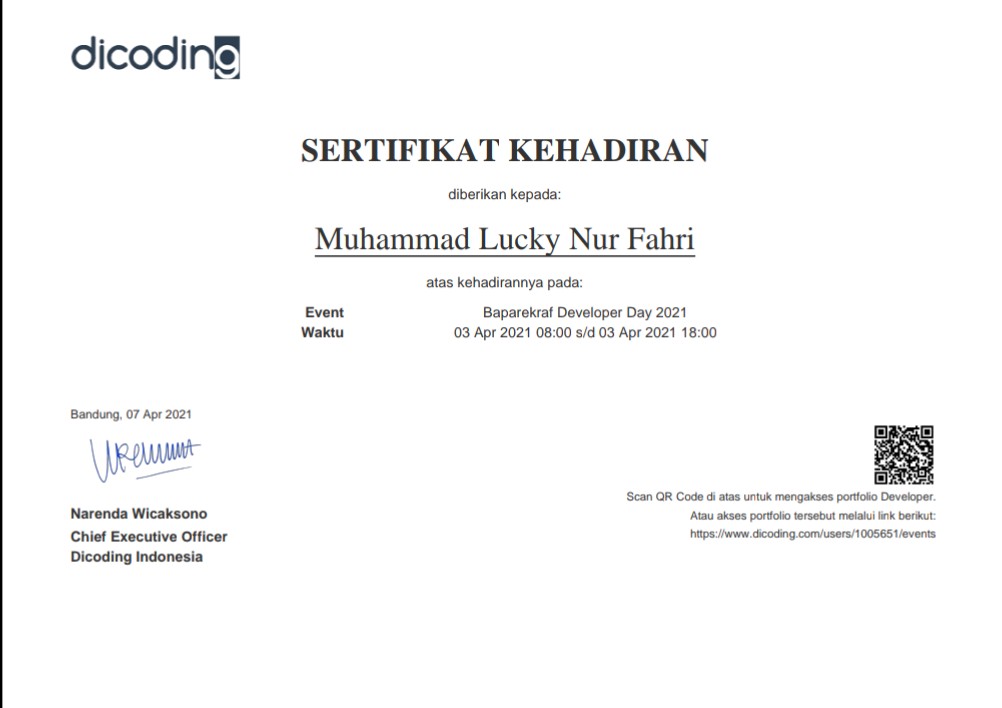 dicoding
SERTIFIKAT KEHADIRAN
diberikan kepada:
Muhammad Lucky Nur Fahri
atas kehadirannya pada:
Event Baparekraf Developer Day 2021
Waktu 03 Apr 2021 08:00 s/d 03 Apr 2021 18:00
Bandung, 07 Apr 2021
Narenda Wicaksono
Chief Executive Officer
Dicoding Indonesia
Scan QR Code di atas untuk mengakses portfolio Developer.
Atau akses portfolio tersebut melalui link berikut:
https://www.dicoding.com/users/1005651/events